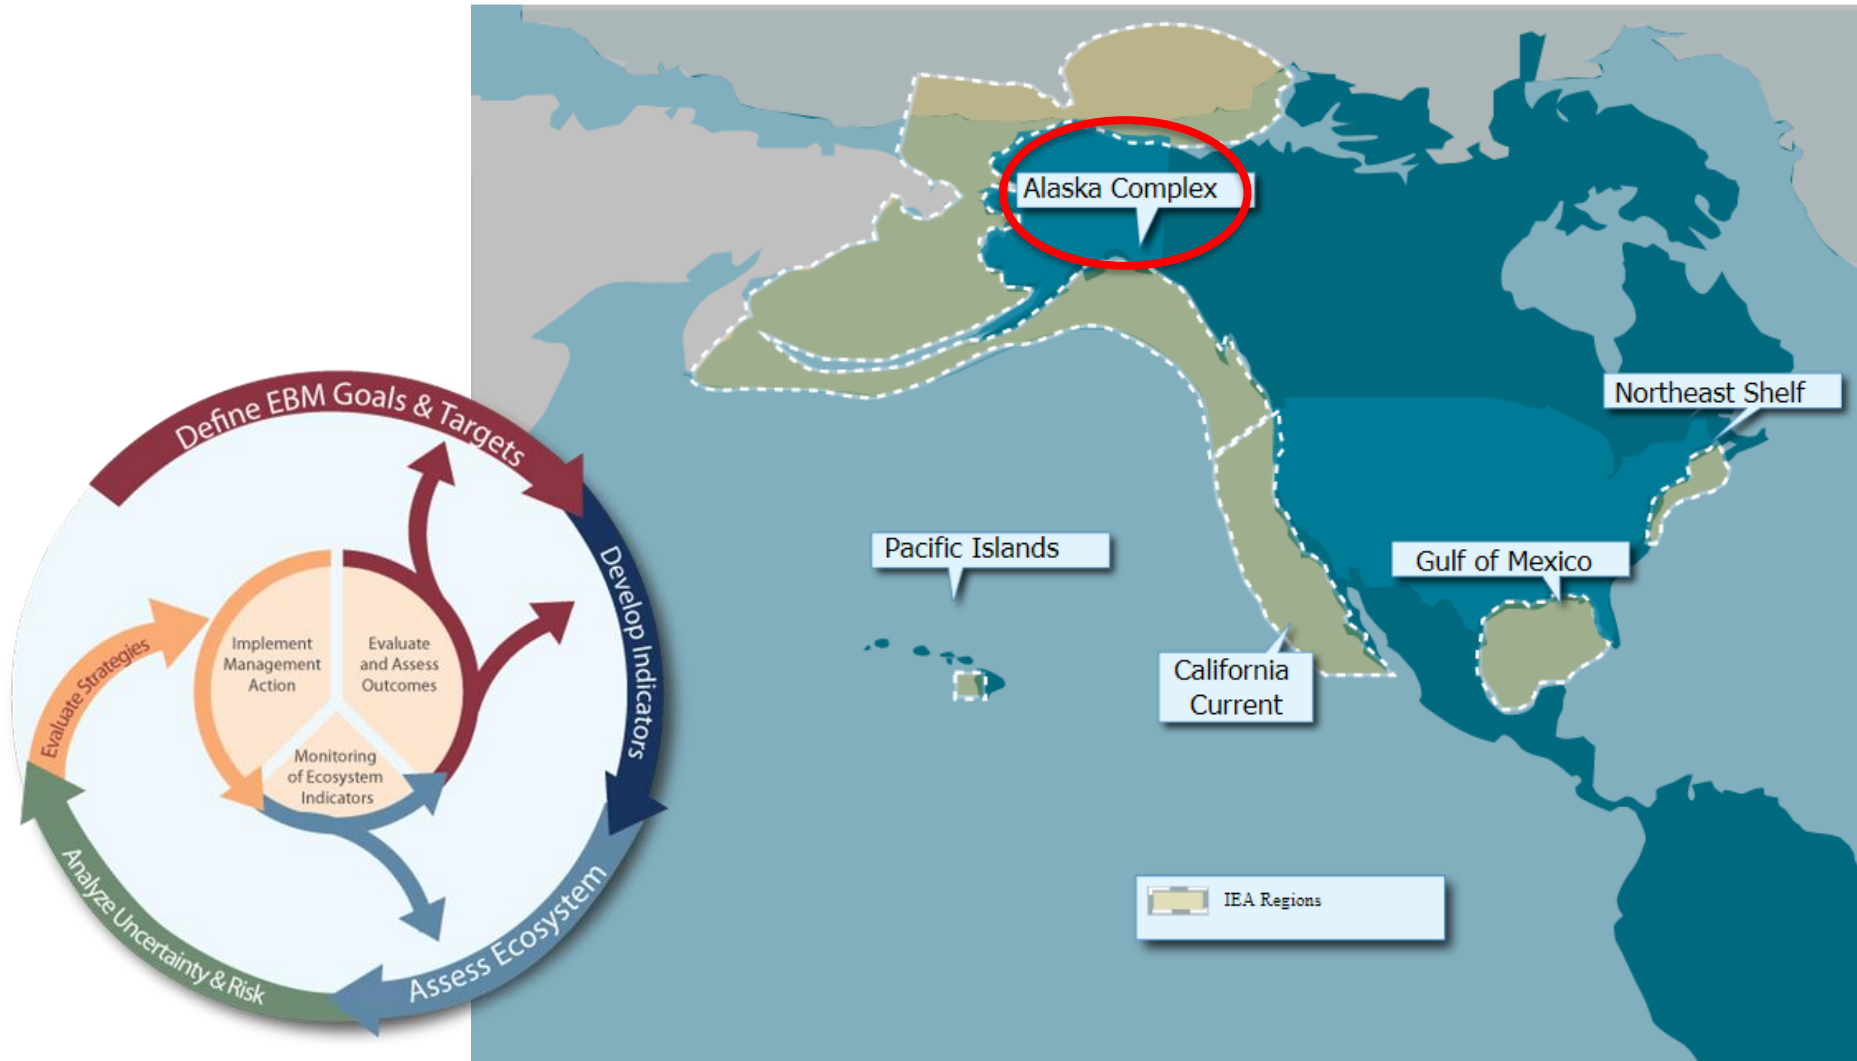 Define EBM Goals & Targets
Develop Indicators
Assess Ecosystem
Analyze Uncertainty & Risk
Evaluate Strategies
Implement
Management
Action
Evaluate
and Assess
Outcomes
Monitoring
of Ecosystem
Indicators
Alaska Complex
Northeast Shelf
Pacific Islands
Gulf of Mexico
California
Current
IEA Regions